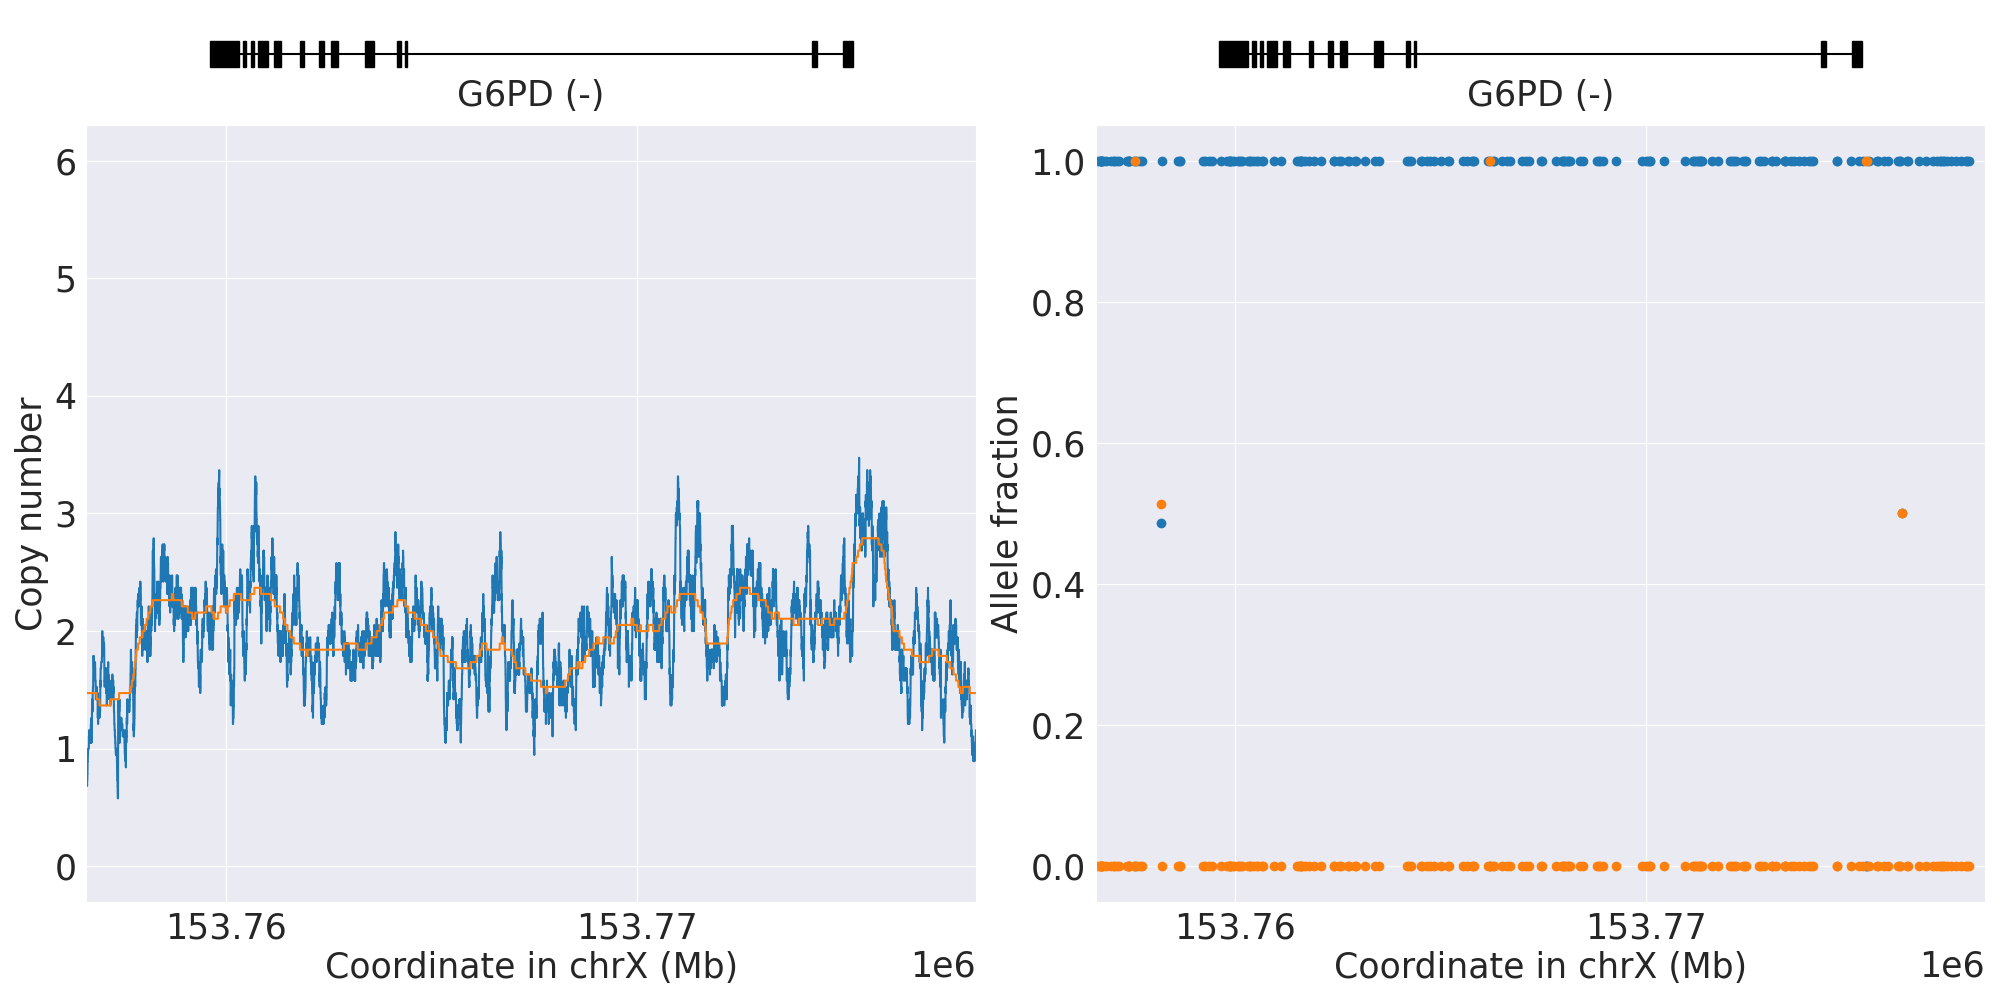 G6PD (-)
6
5
4
3
2
1
0
Copy number
153.76
153.77
Coordinate in chrX (Mb)
1e6
G6PD (-)
1.0
0.8
0.6
0.4
0.2
0.0
Allele fraction
153.76
153.77
Coordinate in chrX (Mb)
1e6